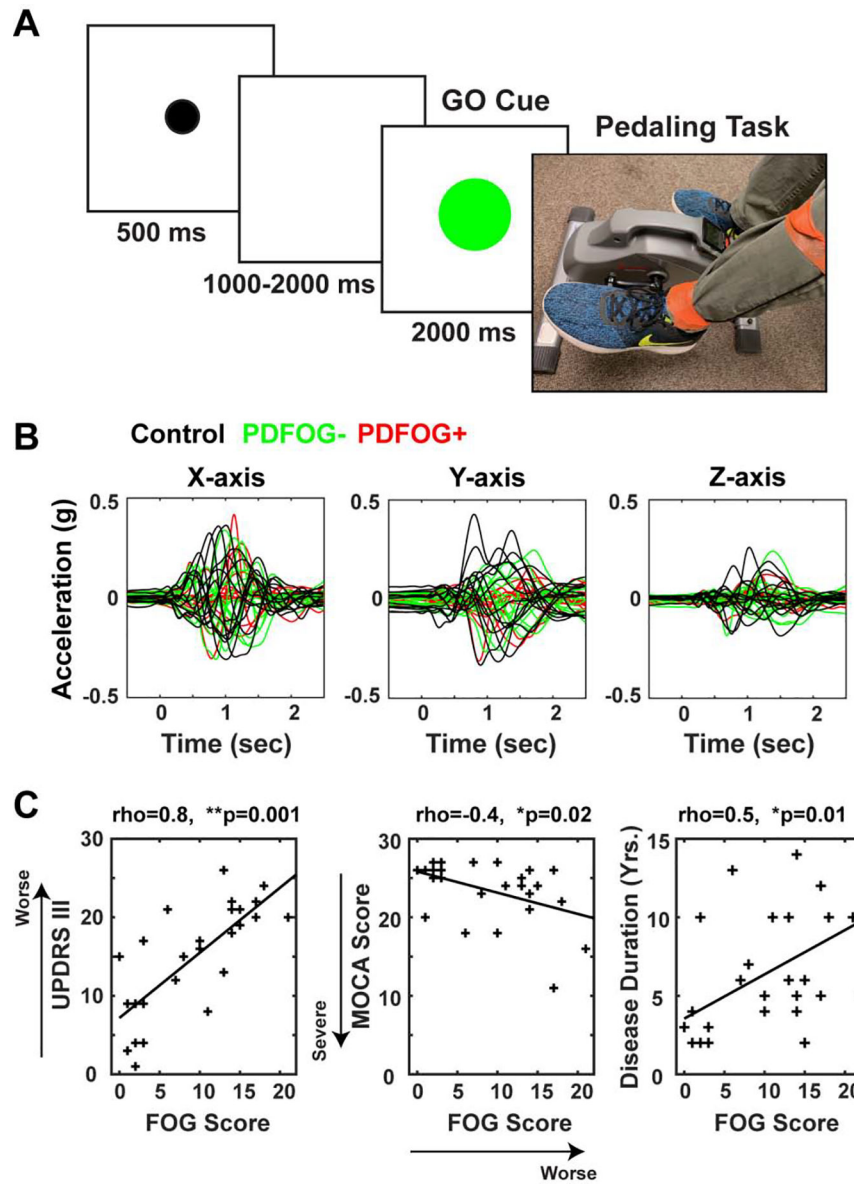 A
GO Cue
Pedaling Task
500 ms
1000-2000 ms
2000 ms
B
Control PDFOG- PDFOG+
X-axis Y-axis Z-axis
Acceleration (g)
0.5 0.5 0.5
0 0 0
-0.5 -0.5 -0.5
0 1 2 0 1 2 0 1 2
Time (sec) Time (sec) Time (sec)
C
rho=0.8, **p=0.001 rho=-0.4, *p=0.02 rho=0.5, *p=0.01
Worse
UPDRS III
30
20
10
0
0 5 10 15 20
FOG Score
Severe
MOCA Score
30
20
10
0
0 5 10 15 20
FOG Score
Worse
Disease Duration (Yrs.)
15
10
5
0
0 5 10 15 20
FOG Score